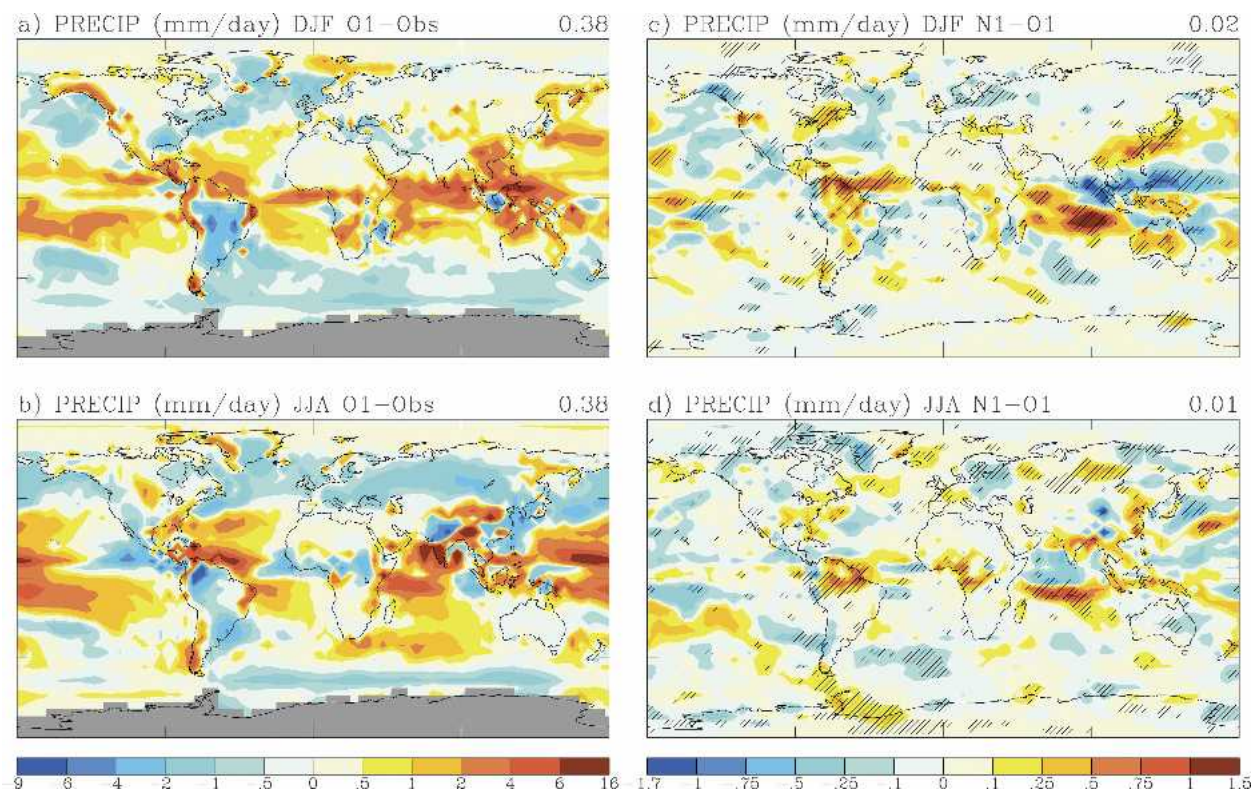 a) PRECIP (mm/day) DJF O1-Obs 0.38
c) PRECIP (mm/day) DJF N1-O1 0.02
b) PRECIP (mm/day) JJA O1-Obs 0.38
d) PRECIP (mm/day) JJA N1-O1 0.01
-9 -6 -4 -2 -1 -.5 0 .5 1 2 4 6 16
-1.7 -1 -.75 -.5 -.25 -.1 0 .1 .25 .5 .75 1 1.5